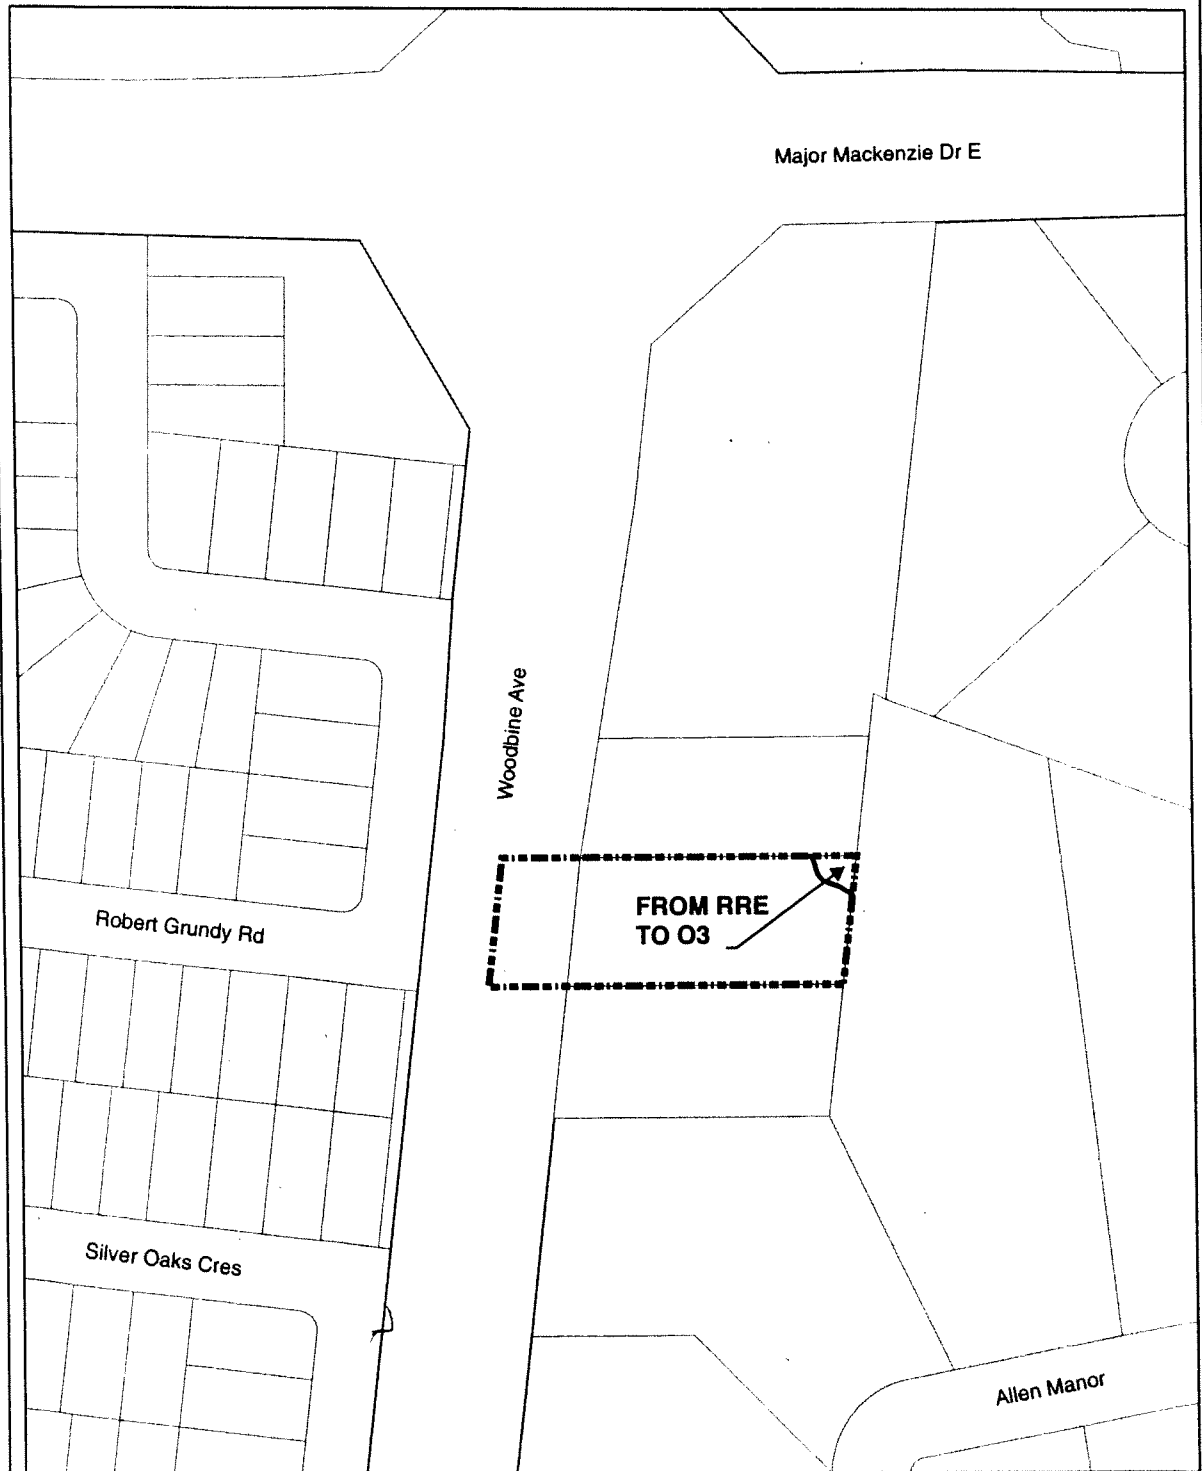 Major Mackenzie Dr E
Woodbine Ave
FROM RRE
TO O3
Robert Grundy Rd
Silver Oaks Cres
Allen Manor